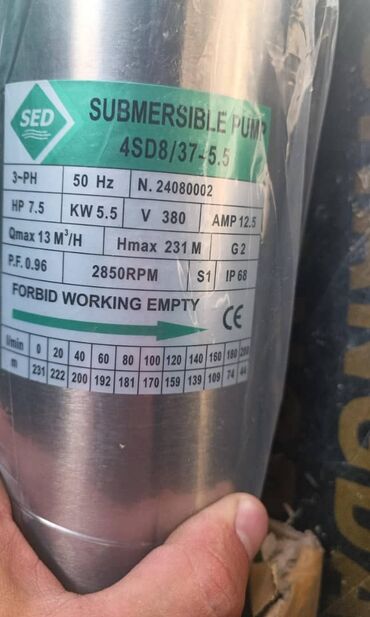 SED
SUBMERSIBLE PUMP
4SD8/37-5.5
3~PH 50 Hz N. 24080002
HP 7.5 KW 5.5 V 380 AMP 12.5
Qmax 13 M³/H Hmax 231 M G 2
P.F. 0.96 2850RPM S1 IP 68
FORBID WORKING EMPTY
CE
l/min 0 20 40 60 80 100 120 140 160 180 200
m 231 222 200 192 181 170 159 139 109 74 44